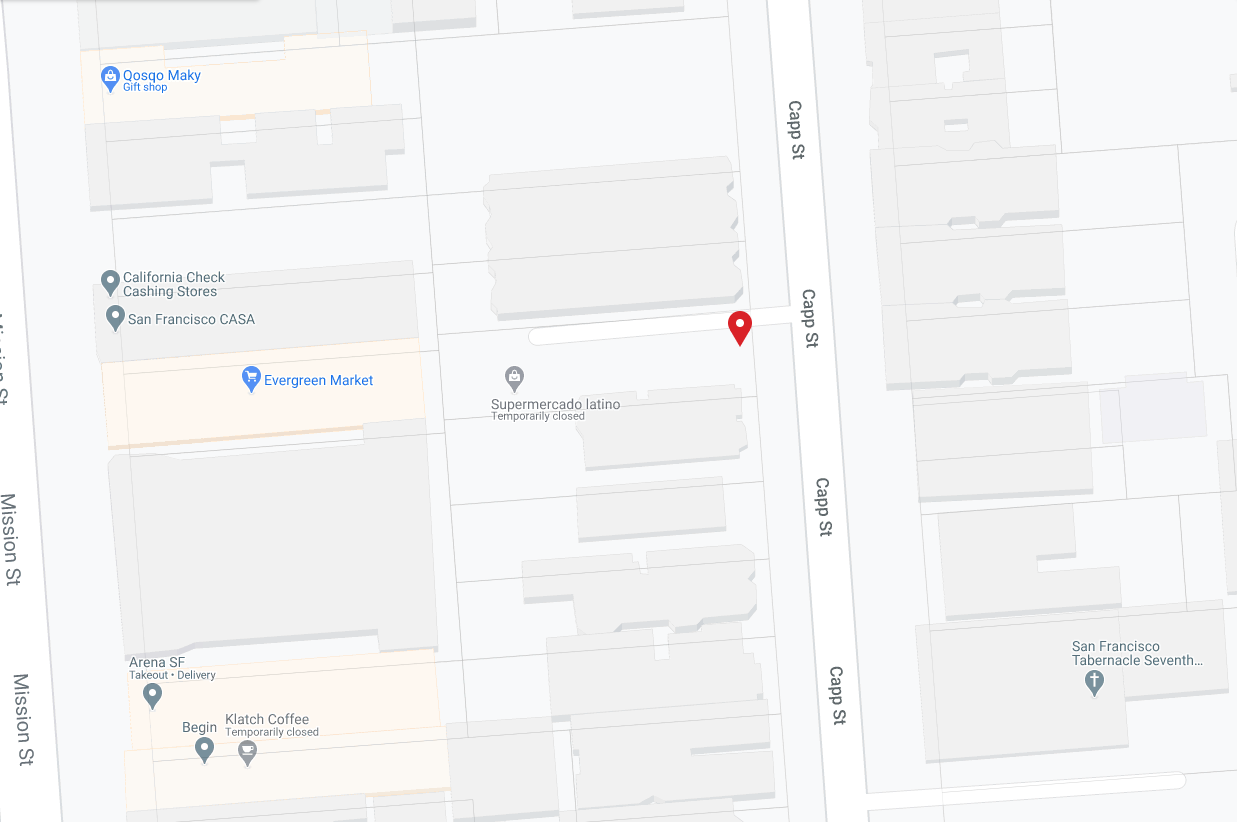 Qosqo Maky
Gift shop
Capp St
California Check
Cashing Stores
San Francisco CASA
Capp St
Mission St
Evergreen Market
Supermercado latino
Temporarily closed
Capp St
Mission St
San Francisco
Tabernacle Seventh...
Arena SF
Takeout • Delivery
Capp St
Mission St
Begin
Klatch Coffee
Temporarily closed